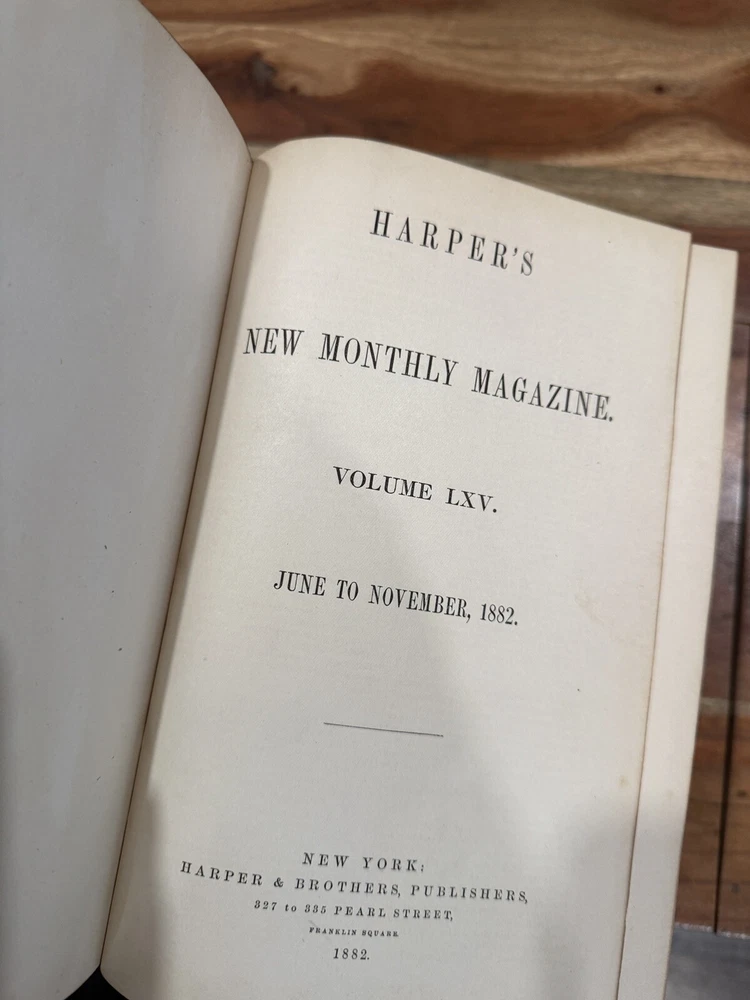 HARPER'S
NEW MONTHLY MAGAZINE.
VOLUME LXV.
JUNE TO NOVEMBER, 1882.
NEW YORK:
HARPER & BROTHERS, PUBLISHERS,
327 to 335 PEARL STREET,
FRANKLIN SQUARE.
1882.